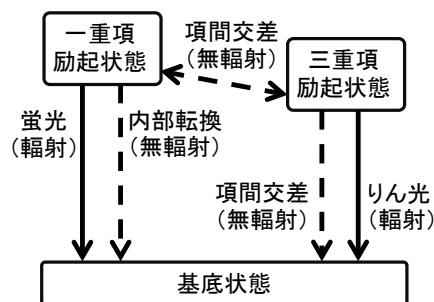 一重項
励起状態
項間交差
（無輻射）
三重項
励起状態
蛍光
（輻射）
内部転換
（無輻射）
項間交差
（無輻射）
りん光
（輻射）
基底状態